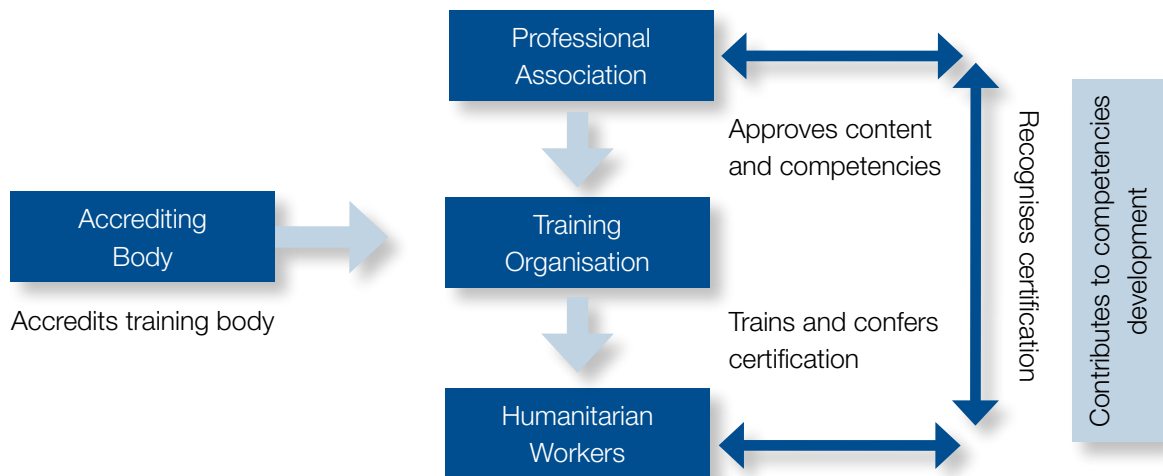 Professional
Association
Approves content
and competencies
Accrediting
Body
Accredits training body
Training
Organisation
Trains and confers
certification
Humanitarian
Workers
Recognises certification
Contributes to competencies
development